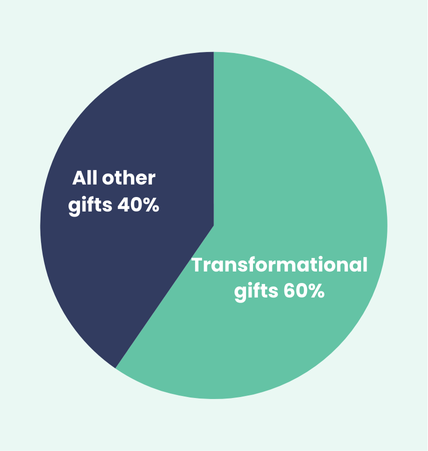 All other
gifts 40%
Transformational
gifts 60%